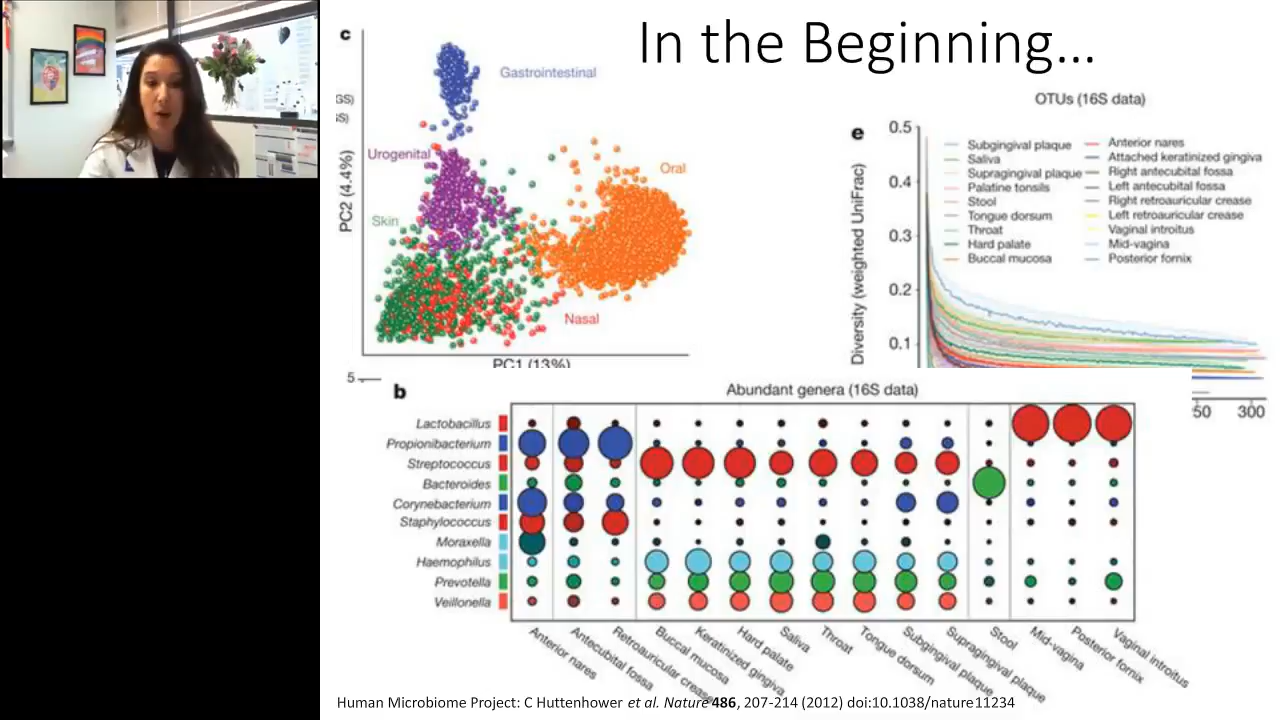 In the Beginning...
c
Gastrointestinal
GS)
S)
Urogenital
Oral
Skin
Nasal
PC2 (4.4%)
PC1 (13%)
OTUs (16S data)
e
0.5
0.4
0.3
0.2
0.1
Diversity (weighted UniFrac)
Subgingival plaque
Saliva
Supragingival plaque
Palatine tonsils
Stool
Tongue dorsum
Throat
Hard palate
Buccal mucosa
Anterior nares
Attached keratinized gingiva
Right antecubital fossa
Left antecubital fossa
Right retroauricular crease
Left retroauricular crease
Vaginal introitus
Mid-vagina
Posterior fornix
50 300
5
b
Abundant genera (16S data)
Lactobacillus
Propionibacterium
Streptococcus
Bacteroides
Corynebacterium
Staphylococcus
Moraxella
Haemophilus
Prevotella
Veillonella
Anterior nares
Antecubital fossa
Retroauricular creas
Buccal mucosa
Keratinized gingiva
Hard palate
Saliva
Throat
Tongue dorsum
Subgingival plaque
Supragingival plaque
Stool
Mid-vagina
Posterior fornix
Vaginal introitus
Human Microbiome Project: C Huttenhower et al. Nature 486, 207-214 (2012) doi:10.1038/nature11234